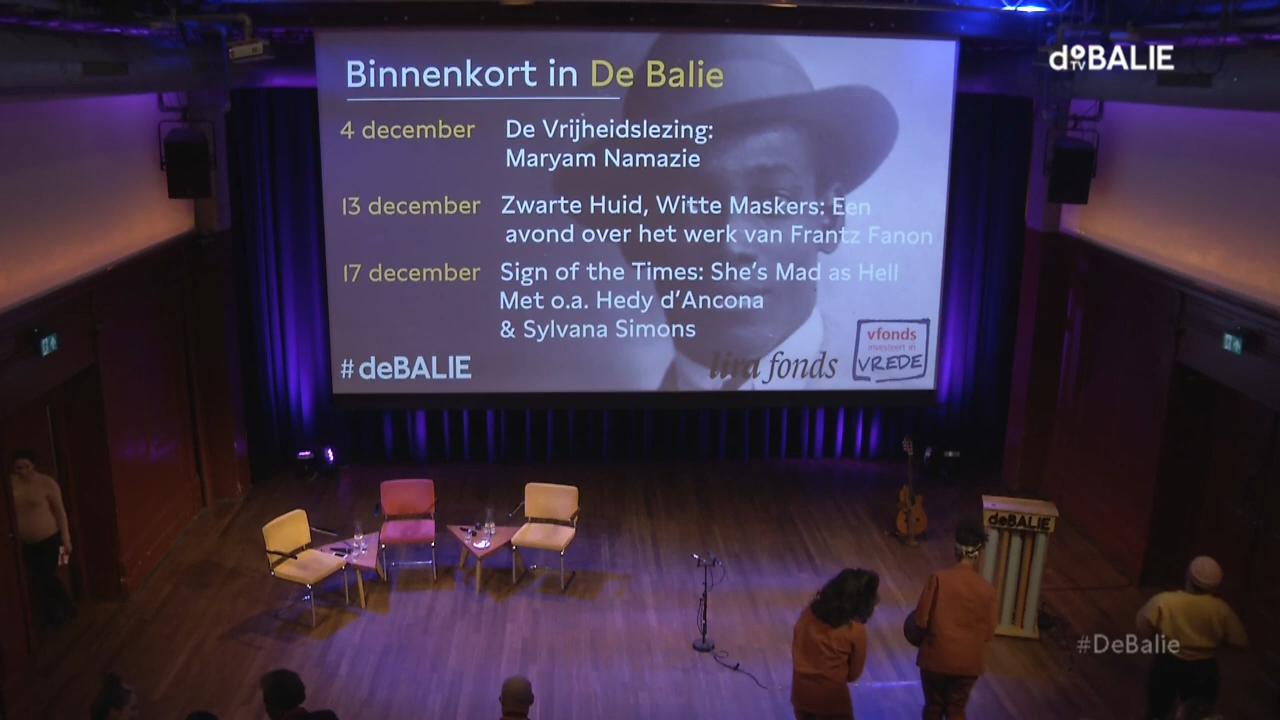 deBALIE
TV
Binnenkort in De Balie
4 december
De Vrijheidslezing:
Maryam Namazie
13 december
Zwarte Huid, Witte Maskers: Een
avond over het werk van Frantz Fanon
17 december
Sign of the Times: She's Mad as Hell
Met o.a. Hedy d'Ancona
& Sylvana Simons
#deBALIE
lira fonds
vfonds
investeert in
VREDE
deBALIE
#DeBalie